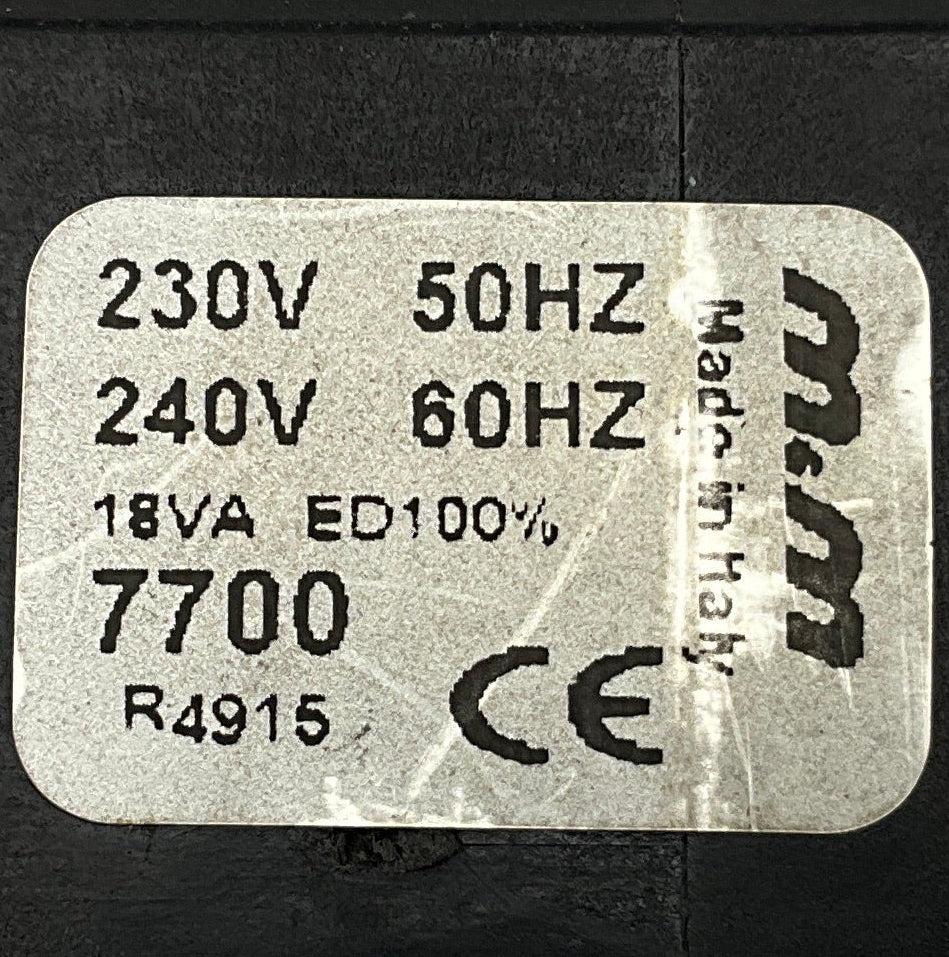 230V 50HZ
240V 60HZ
18VA ED100%
7700
R4915
CE
Made in Italy
m&m